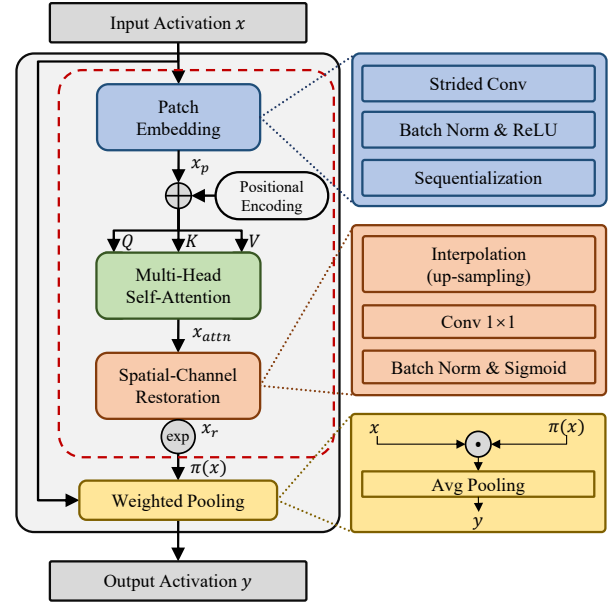 Input Activation x
Patch
Embedding
x_p
Positional
Encoding
Q K V
Multi-Head
Self-Attention
x_attn
Spatial-Channel
Restoration
exp
x_r
π(x)
Weighted Pooling
Output Activation y
Strided Conv
Batch Norm & ReLU
Sequentialization
Interpolation
(up-sampling)
Conv 1×1
Batch Norm & Sigmoid
x π(x)
Avg Pooling
y